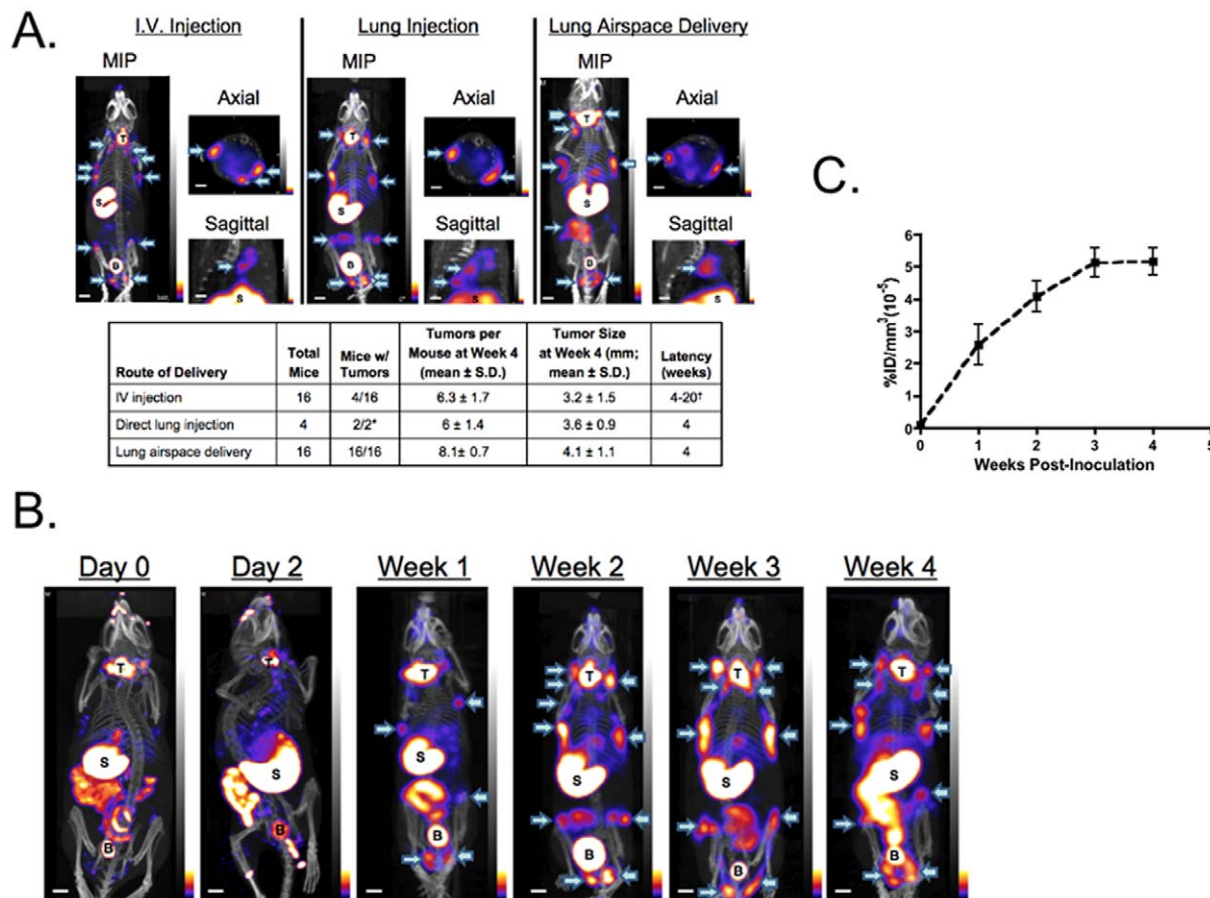 A.
I.V. Injection
Lung Injection
Lung Airspace Delivery
MIP
Axial
T
S
B
Sagittal
S
MIP
Axial
T
S
B
Sagittal
S
MIP
Axial
T
S
B
Sagittal
S
Route of Delivery | Total Mice | Mice w/ Tumors | Tumors per Mouse at Week 4 (mean ± S.D.) | Tumor Size at Week 4 (mm; mean ± S.D.) | Latency (weeks)
IV injection | 16 | 4/16 | 6.3 ± 1.7 | 3.2 ± 1.5 | 4-20†
Direct lung injection | 4 | 2/2* | 6 ± 1.4 | 3.6 ± 0.9 | 4
Lung airspace delivery | 16 | 16/16 | 8.1± 0.7 | 4.1 ± 1.1 | 4
C.
%ID/mm³(10⁻⁵)
6
5
4
3
2
1
0
0 1 2 3 4 5
Weeks Post-Inoculation
B.
Day 0
Day 2
Week 1
Week 2
Week 3
Week 4
T
S
B
T
S
B
T
S
B
T
S
B
T
S
B
T
S
B